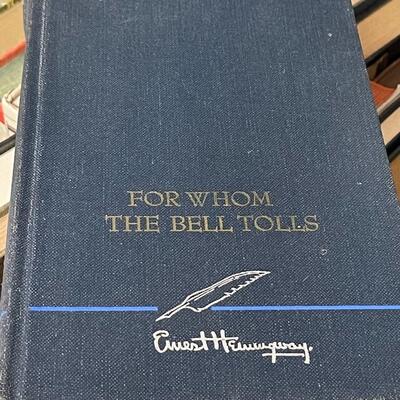 FOR WHOM
THE BELL TOLLS
Ernest Hemingway.